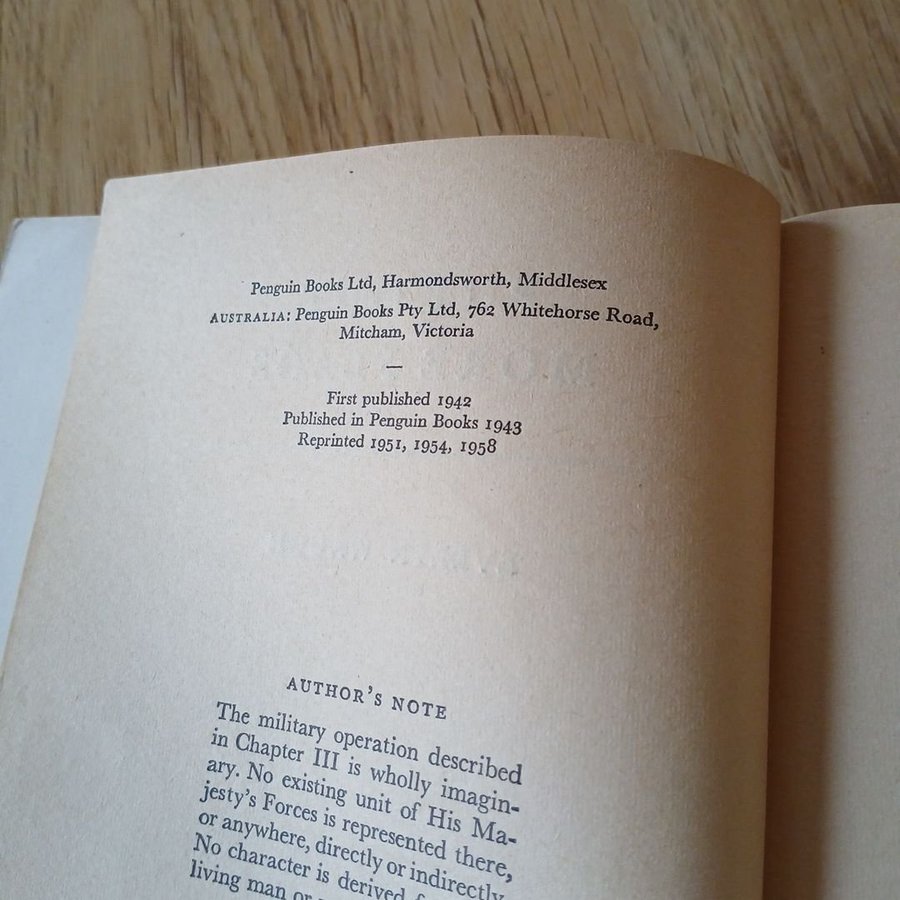 Penguin Books Ltd, Harmondsworth, Middlesex
AUSTRALIA: Penguin Books Pty Ltd, 762 Whitehorse Road,
Mitcham, Victoria
—
First published 1942
Published in Penguin Books 1943
Reprinted 1951, 1954, 1958
AUTHOR'S NOTE
The military operation described
in Chapter III is wholly imagin-
ary. No existing unit of His Ma-
jesty's Forces is represented there,
or anywhere, directly or indirectly.
No character is derived
living man or